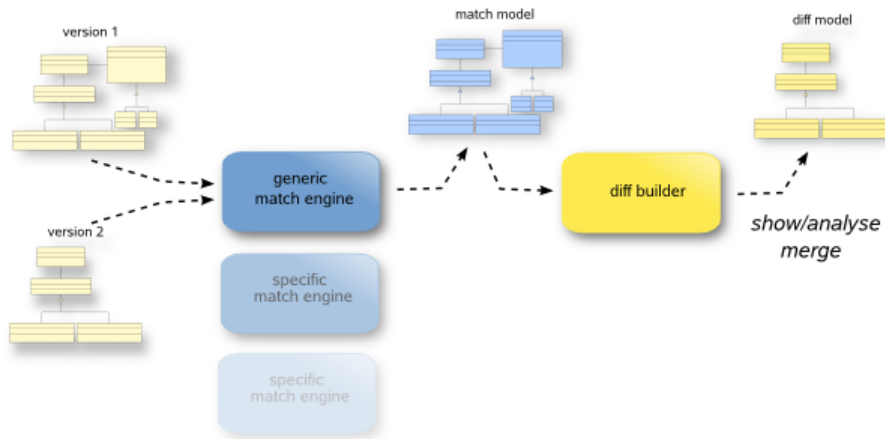 version 1
match model
diff model
generic
match engine
diff builder
version 2
show/analyse
merge
specific
match engine
specific
match engine